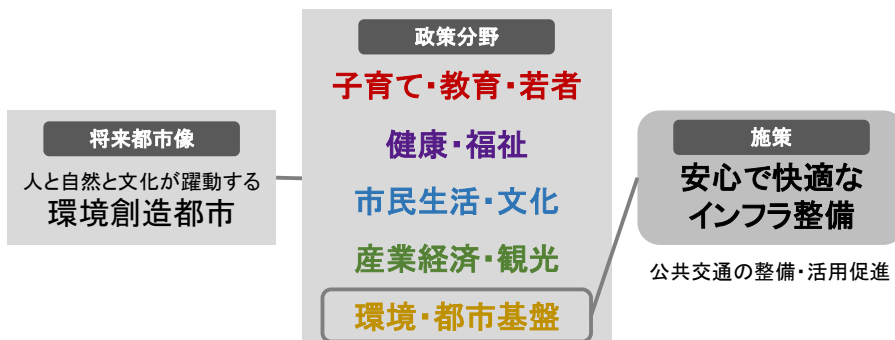 将来都市像
人と自然と文化が躍動する
環境創造都市
政策分野
子育て・教育・若者
健康・福祉
市民生活・文化
産業経済・観光
環境・都市基盤
施策
安心で快適な
インフラ整備
公共交通の整備・活用促進